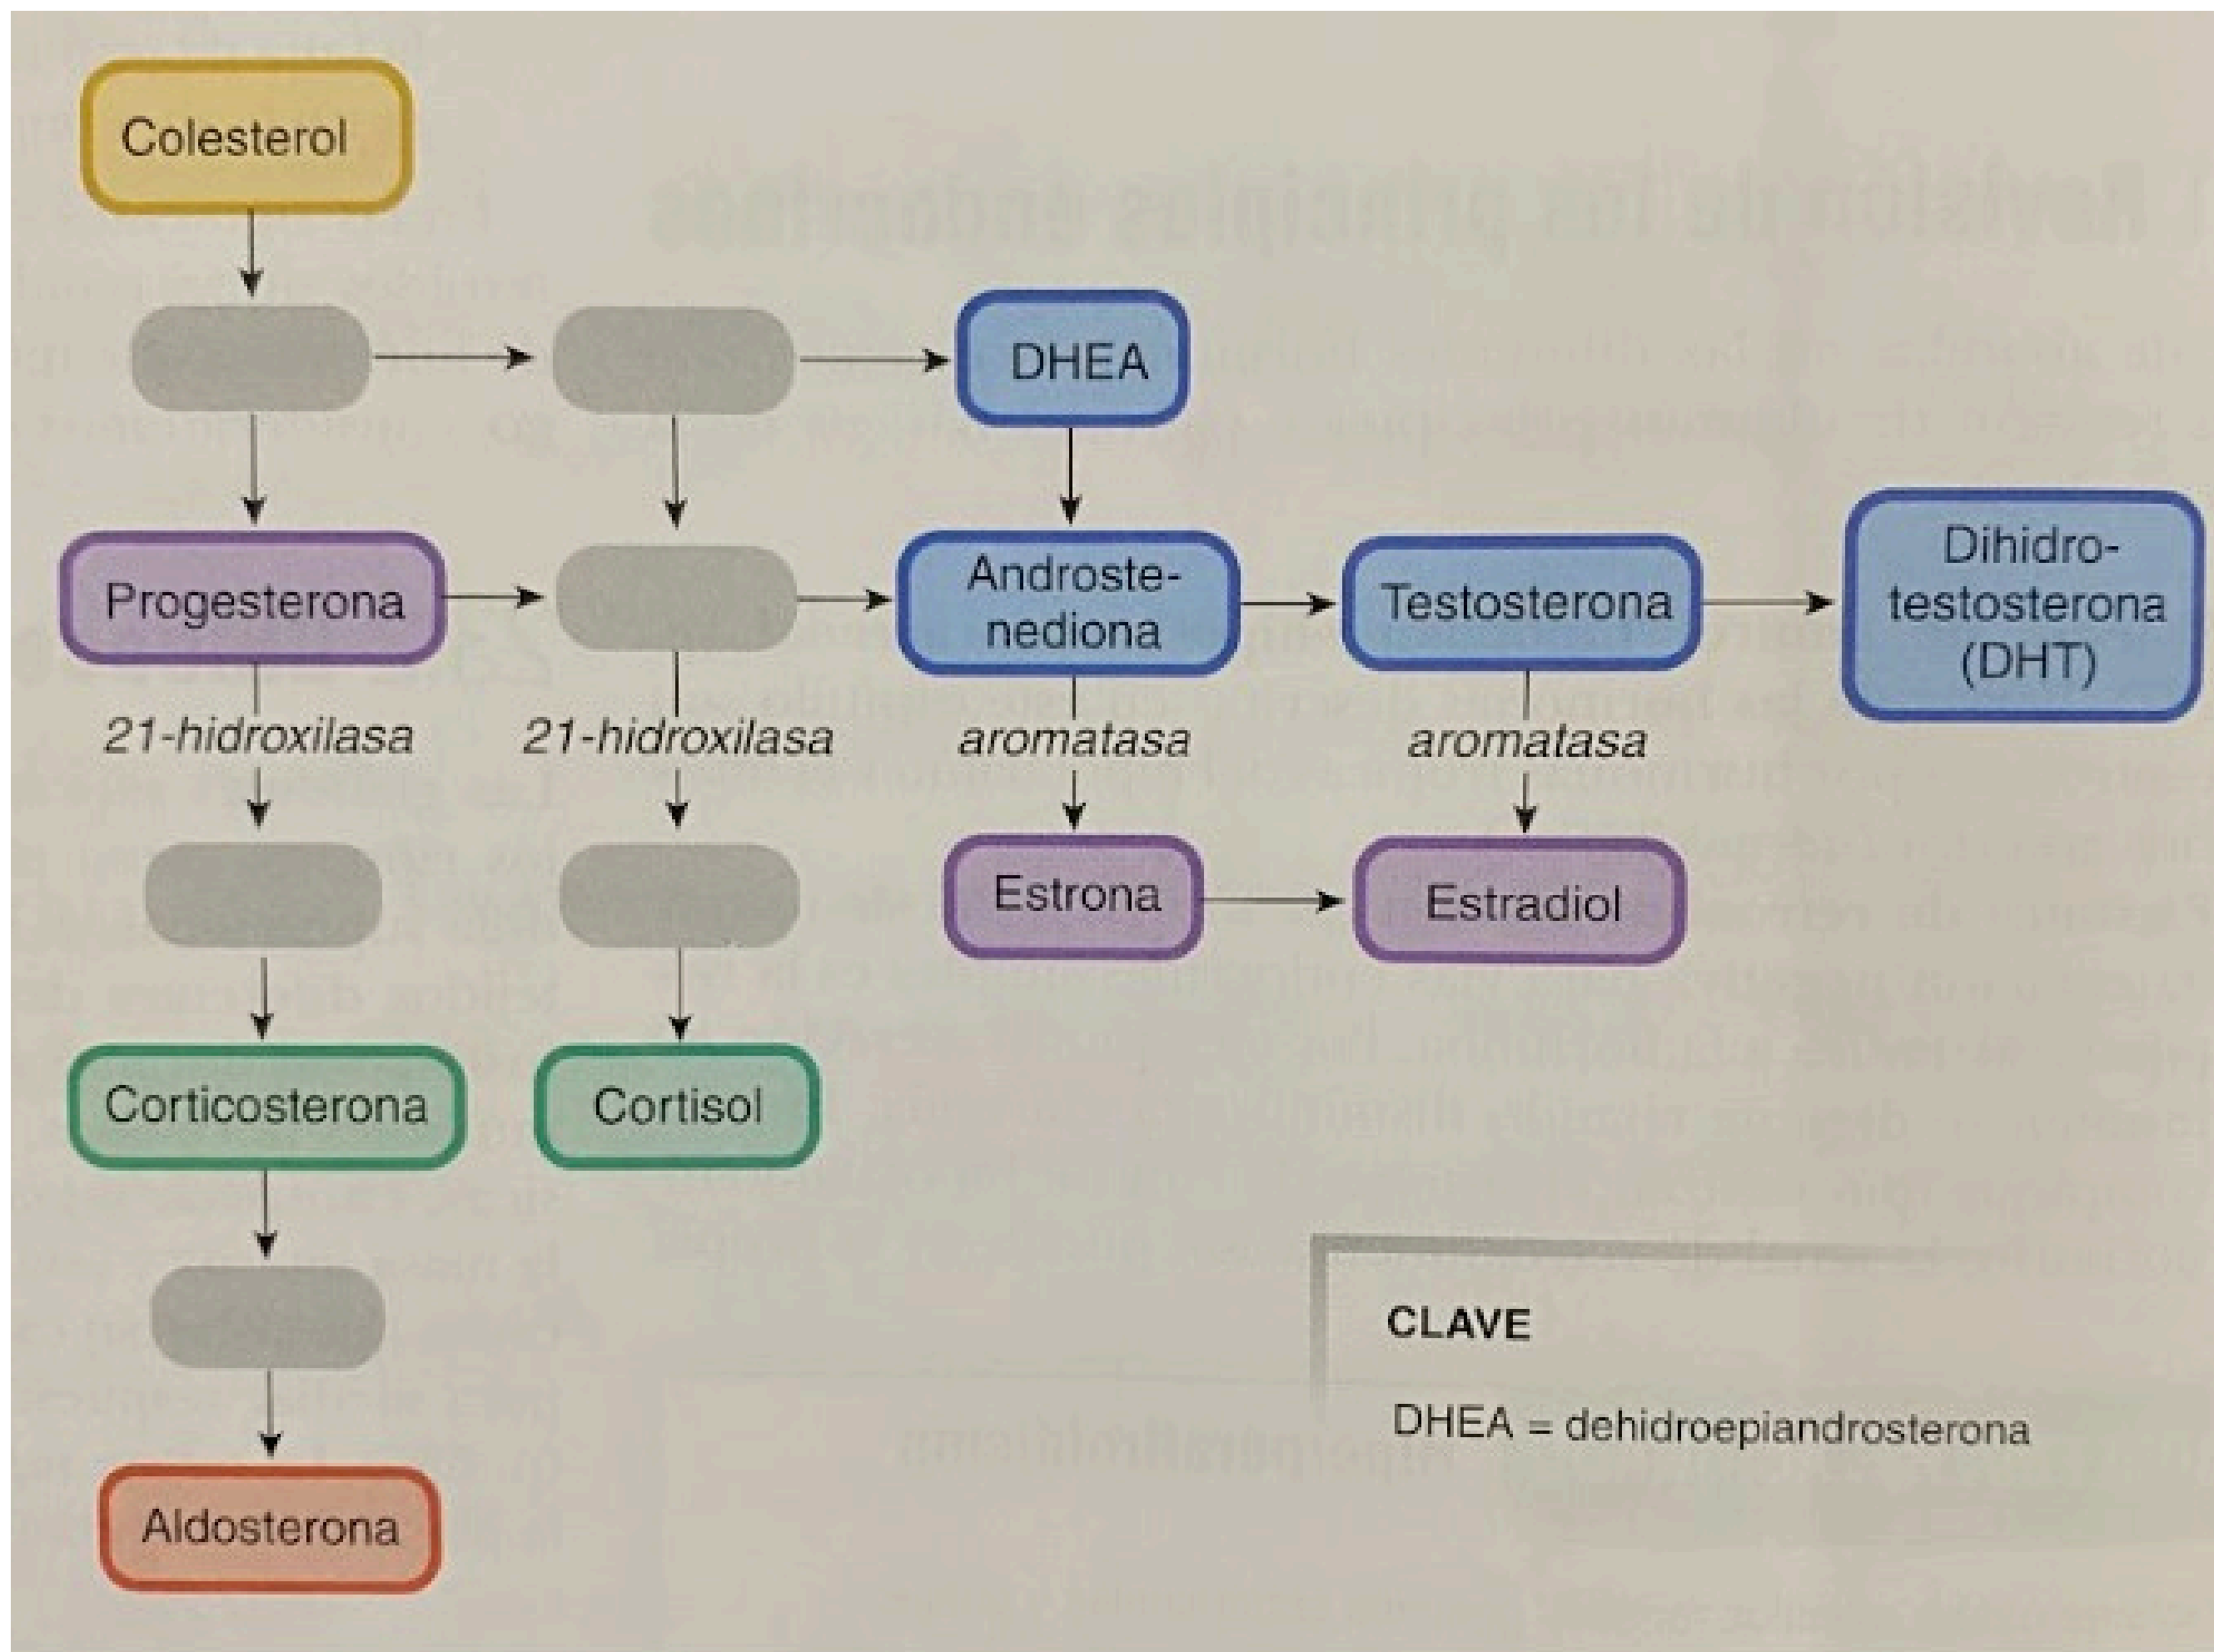 Colesterol
DHEA
Progesterona
Androste-
nediona
Testosterona
Dihidro-
testosterona
(DHT)
21-hidroxilasa
21-hidroxilasa
aromatasa
aromatasa
Estrona
Estradiol
Corticosterona
Cortisol
CLAVE
DHEA = dehidroepiandrosterona
Aldosterona